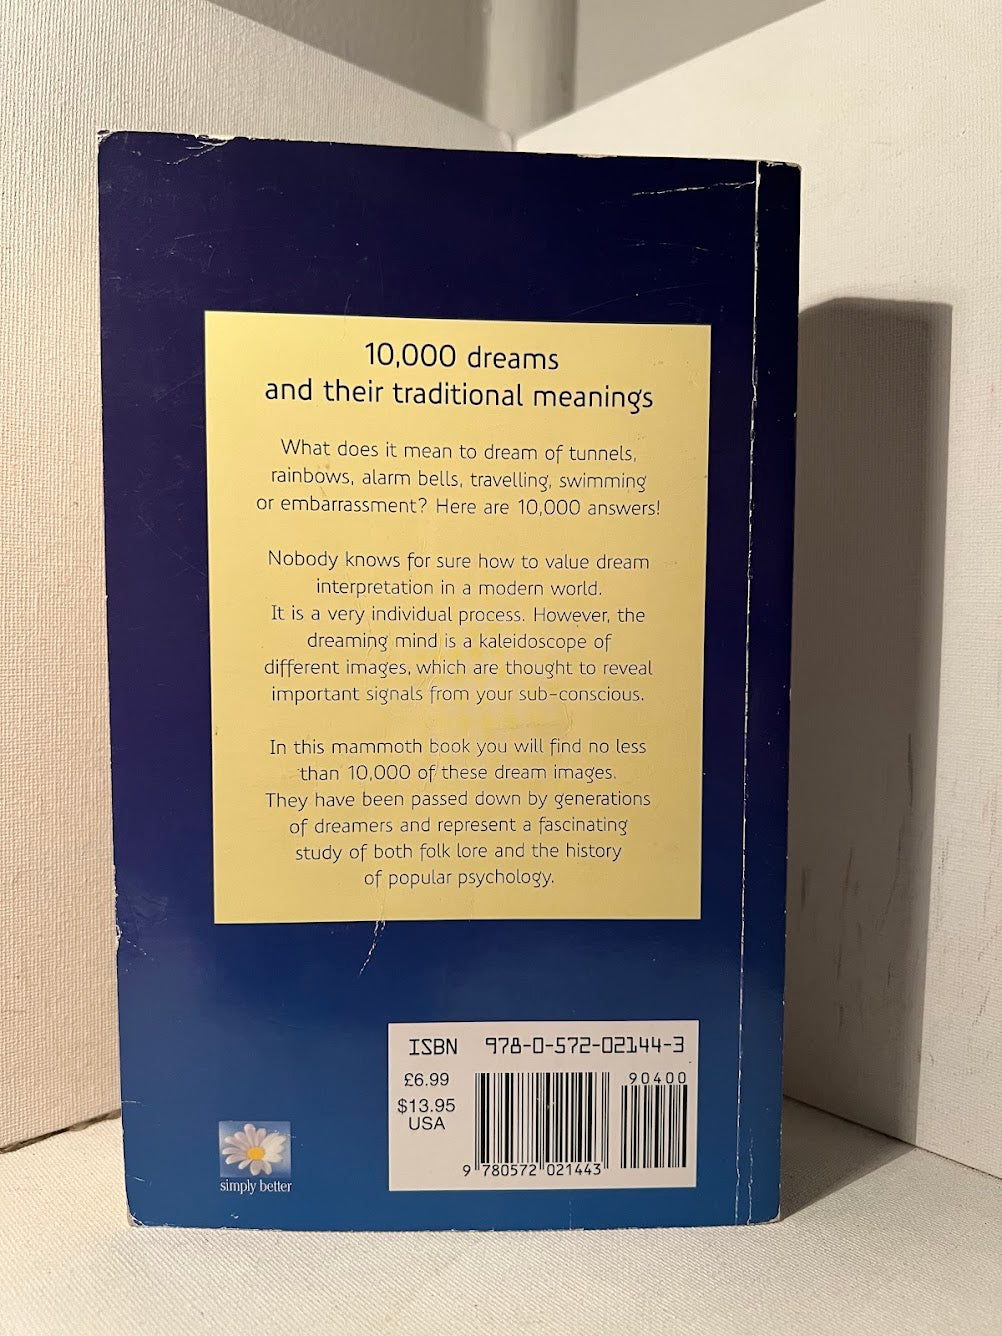 10,000 dreams
and their traditional meanings
What does it mean to dream of tunnels,
rainbows, alarm bells, travelling, swimming
or embarrassment? Here are 10,000 answers!
Nobody knows for sure how to value dream
interpretation in a modern world.
It is a very individual process. However, the
dreaming mind is a kaleidoscope of
different images, which are thought to reveal
important signals from your sub-conscious.
In this mammoth book you will find no less
than 10,000 of these dream images.
They have been passed down by generations
of dreamers and represent a fascinating
study of both folk lore and the history
of popular psychology.
ISBN 978-0-572-02144-3
£6.99
$13.95
USA
90400
9 780572 021443
simply better